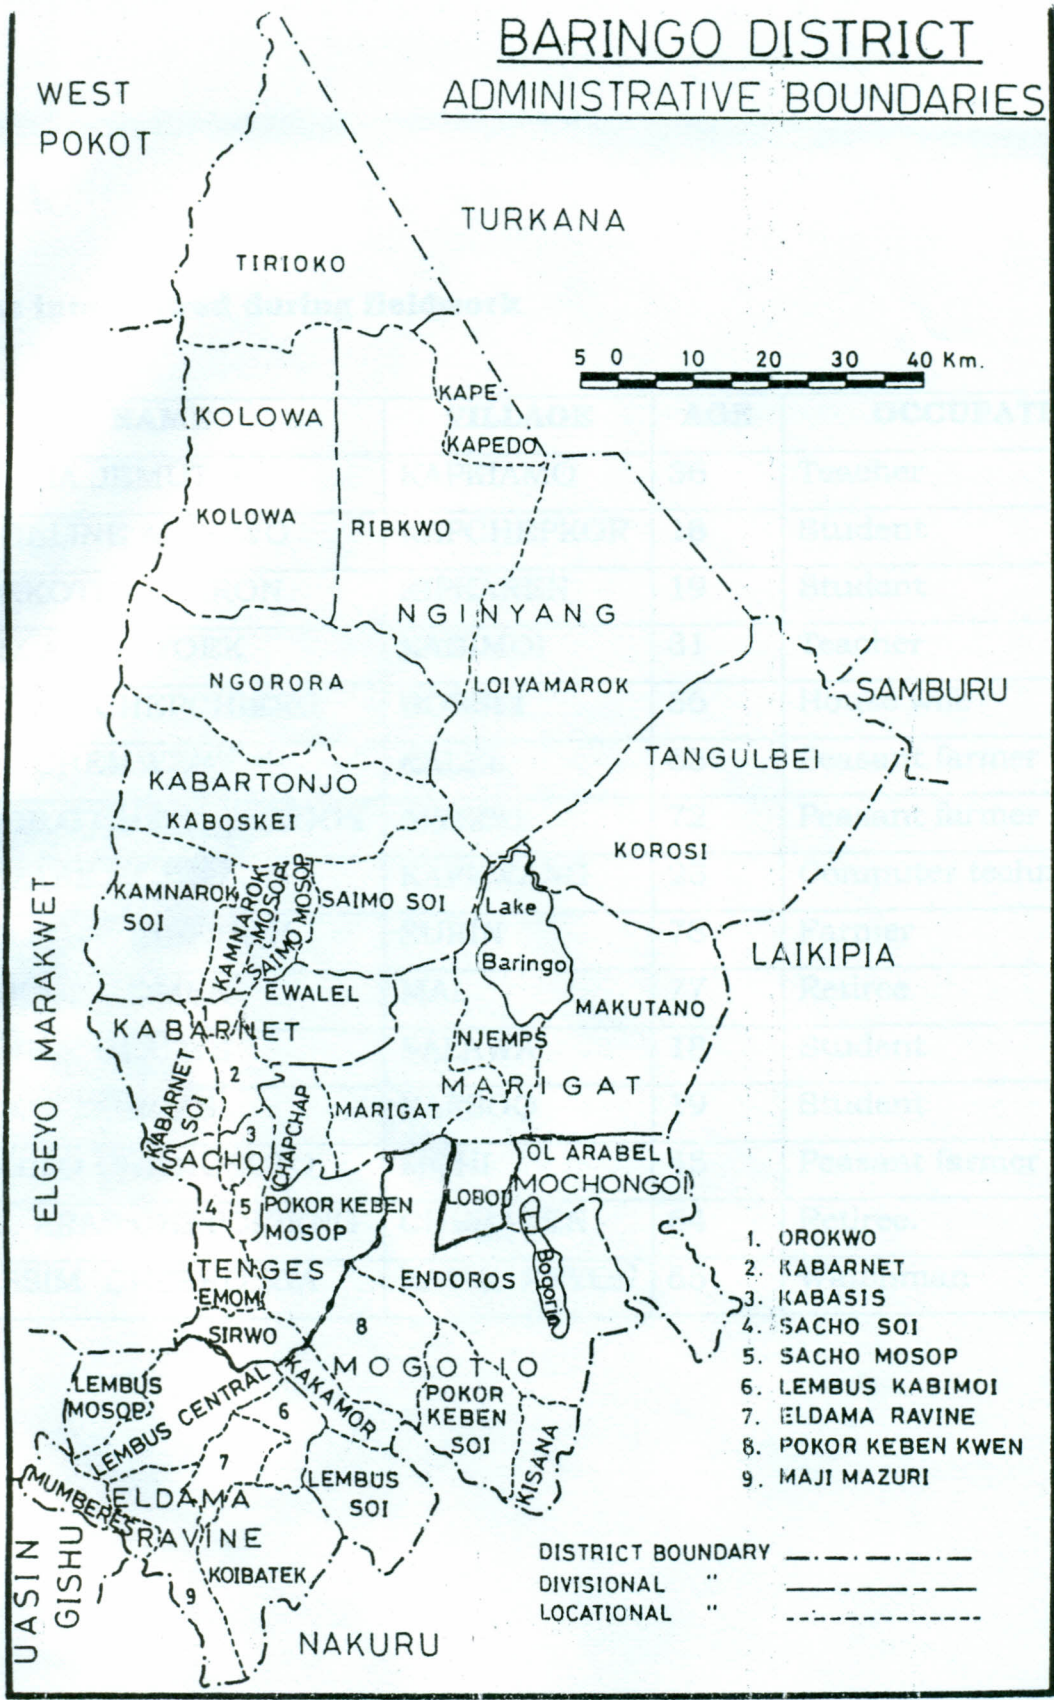 BARINGO DISTRICT
ADMINISTRATIVE BOUNDARIES
WEST
POKOT
TURKANA
TIRIOKO
5 0 10 20 30 40 Km.
KAPE
KOLOWA
KAPEDO
KOLOWA
RIBKWO
NGINYANG
NGORORA
LOIYAMAROK
SAMBURU
TANGULBEI
KABARTONJO
KABOSKEI
KOROSI
KAMNAROK
SOI
KAMNAROK
MOSOP
SAIMO MOSOP
SAIMO SOI
Lake
Baringo
LAIKIPIA
ELGEYO MARAKWET
EWALEL
MAKUTANO
1
KABARNET
NJEMPS
2
KABARNET
SOI
MARIGAT
CHAPCHAP
MARIGAT
3
SACHO
OL ARABEL
MOCHONGOI
LOBOI
4
5
POKOR KEBEN
MOSOP
TENGES
EMOM
ENDOROS
Bogoria
SIRWO
8
MOGOTIO
KAKAMOR
LEMBUS
MOSOP
LEMBUS CENTRAL
6
POKOR
KEBEN
SOI
KISANA
7
LEMBUS
SOI
MUMBERES
ELDAMA
RAVINE
KOIBATEK
9
UASIN
GISHU
NAKURU
1. OROKWO
2. KABARNET
3. KABASIS
4. SACHO SOI
5. SACHO MOSOP
6. LEMBUS KABIMOI
7. ELDAMA RAVINE
8. POKOR KEBEN KWEN
9. MAJI MAZURI
DISTRICT BOUNDARY
DIVISIONAL "
LOCATIONAL "